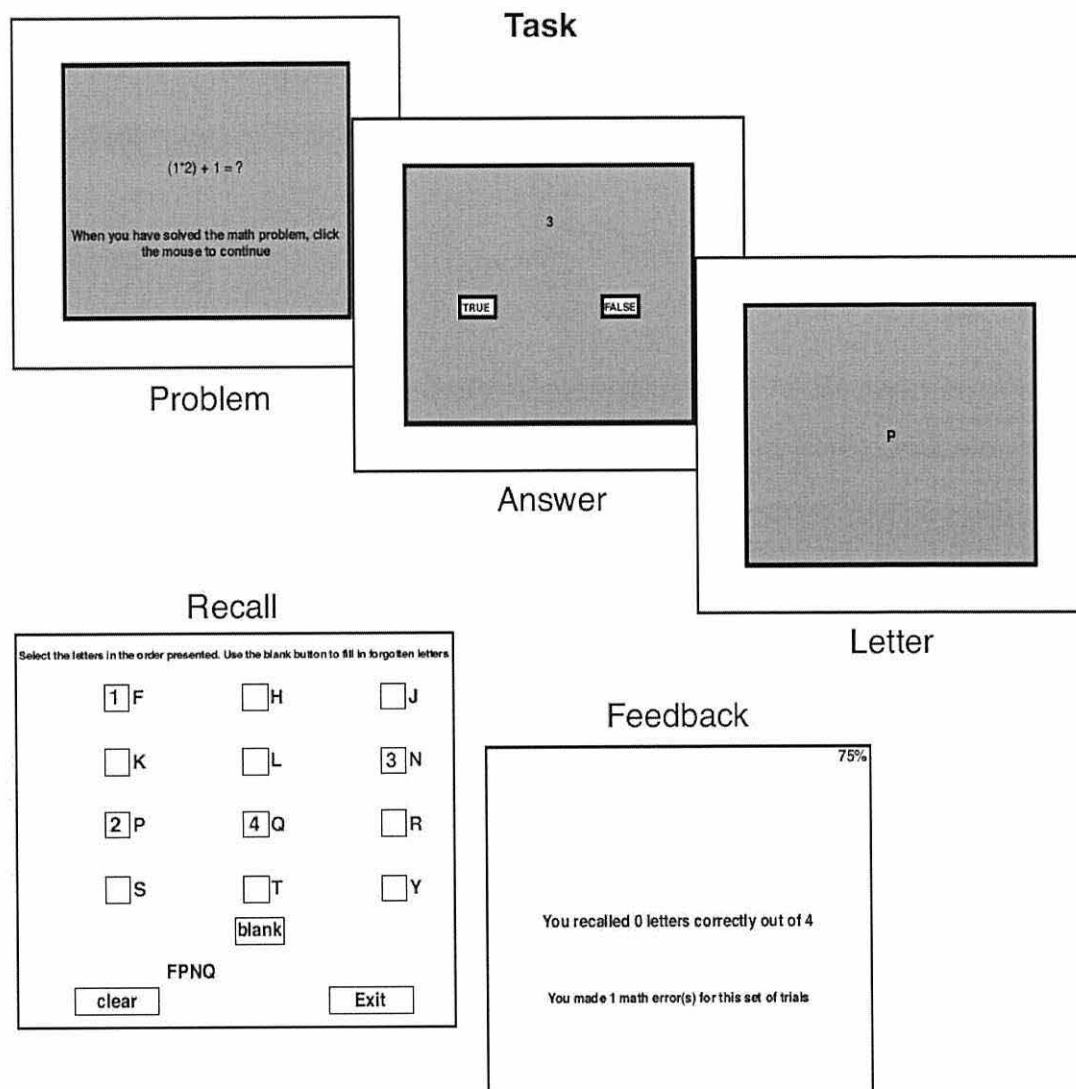 Task
(1*2) + 1 = ?
When you have solved the math problem, click
the mouse to continue
Problem
3
TRUE FALSE
Answer
P
Letter
Recall
Select the letters in the order presented. Use the blank button to fill in forgotten letters
1 F H J
K L 3 N
2 P 4 Q R
S T Y
blank
FPNQ
clear Exit
Feedback
75%
You recalled 0 letters correctly out of 4
You made 1 math error(s) for this set of trials